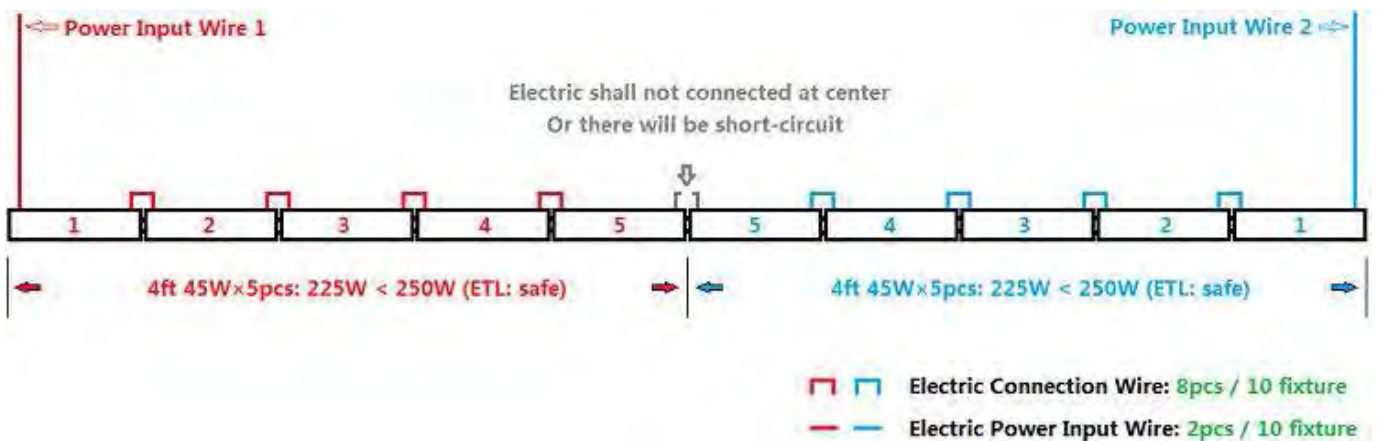 Power Input Wire 1
Power Input Wire 2
Electric shall not connected at center
Or there will be short-circuit
1 2 3 4 5 5 4 3 2 1
4ft 45W×5pcs: 225W < 250W (ETL: safe) 4ft 45W×5pcs: 225W < 250W (ETL: safe)
Electric Connection Wire: 8pcs / 10 fixture
Electric Power Input Wire: 2pcs / 10 fixture